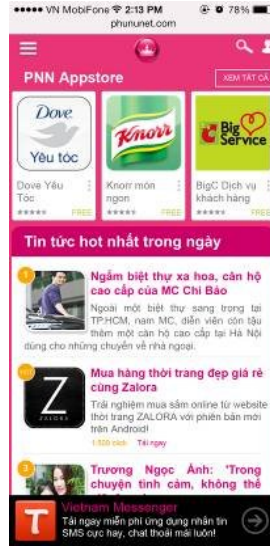 VN MobiFone 2:13 PM 78%
phununet.com
PNN Appstore
XEM TẤT CẢ
Dove
Yêu tóc
Knorr
Big C
Service
Dove Yêu
Tóc
FREE
Knorr món
ngon
FREE
BigC Dịch vụ
khách hàng
FREE
Tin tức hot nhất trong ngày
1
Ngắm biệt thự xa hoa, căn hộ
cao cấp của MC Chi Bảo
Ngoài một biệt thự sang trọng tại
TP.HCM, nam MC, diễn viên còn tậu
thêm một căn hộ cao cấp tại Hà Nội
dùng cho những chuyến về nhà ngoại.
Z
ZALORA
Mua hàng thời trang đẹp giá rẻ
cùng Zalora
Trải nghiệm mua sắm online từ website
thời trang ZALORA với phiên bản mới
trên Android!
Tải ngay
3
Trương Ngọc Ánh: 'Trong
chuyện tình cảm, không thể
T
Vietnam Messenger
Tải ngay miễn phí ứng dụng nhắn tin
SMS cực hay, chat thoải mái luôn!